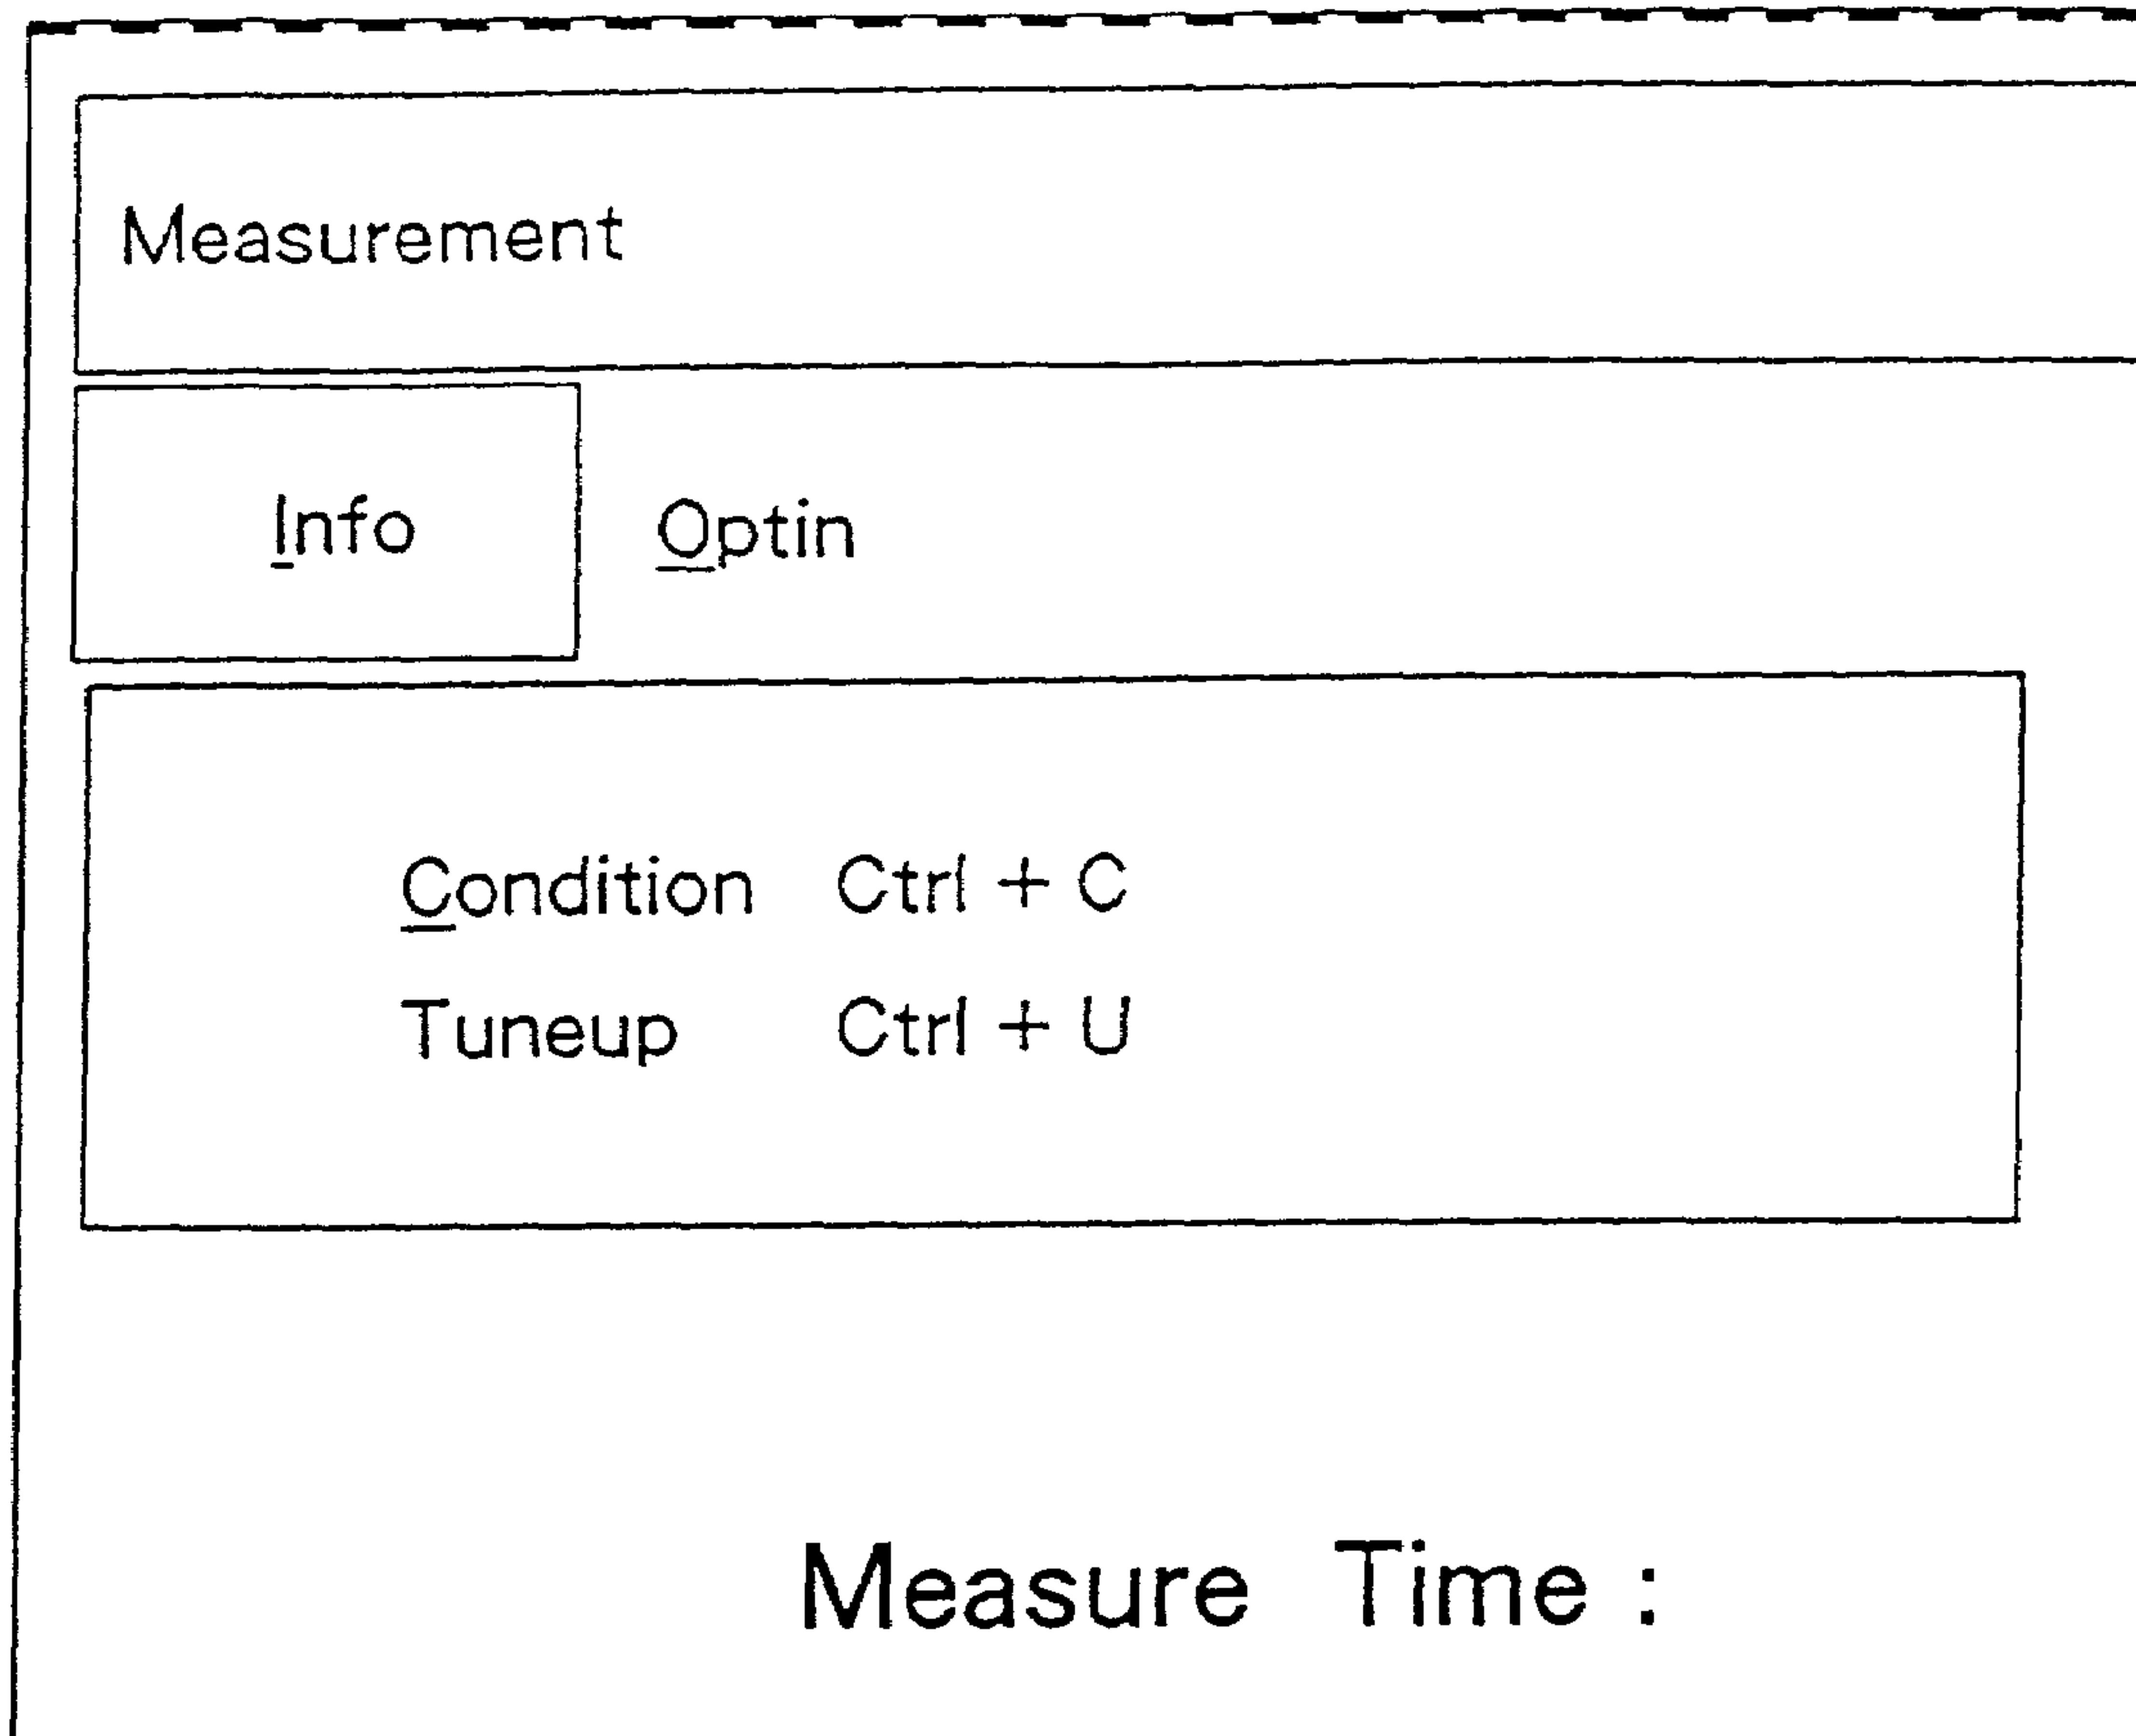 Measurement
Info Optin
Condition Ctrl + C
Tuneup Ctrl + U
Measure Time :